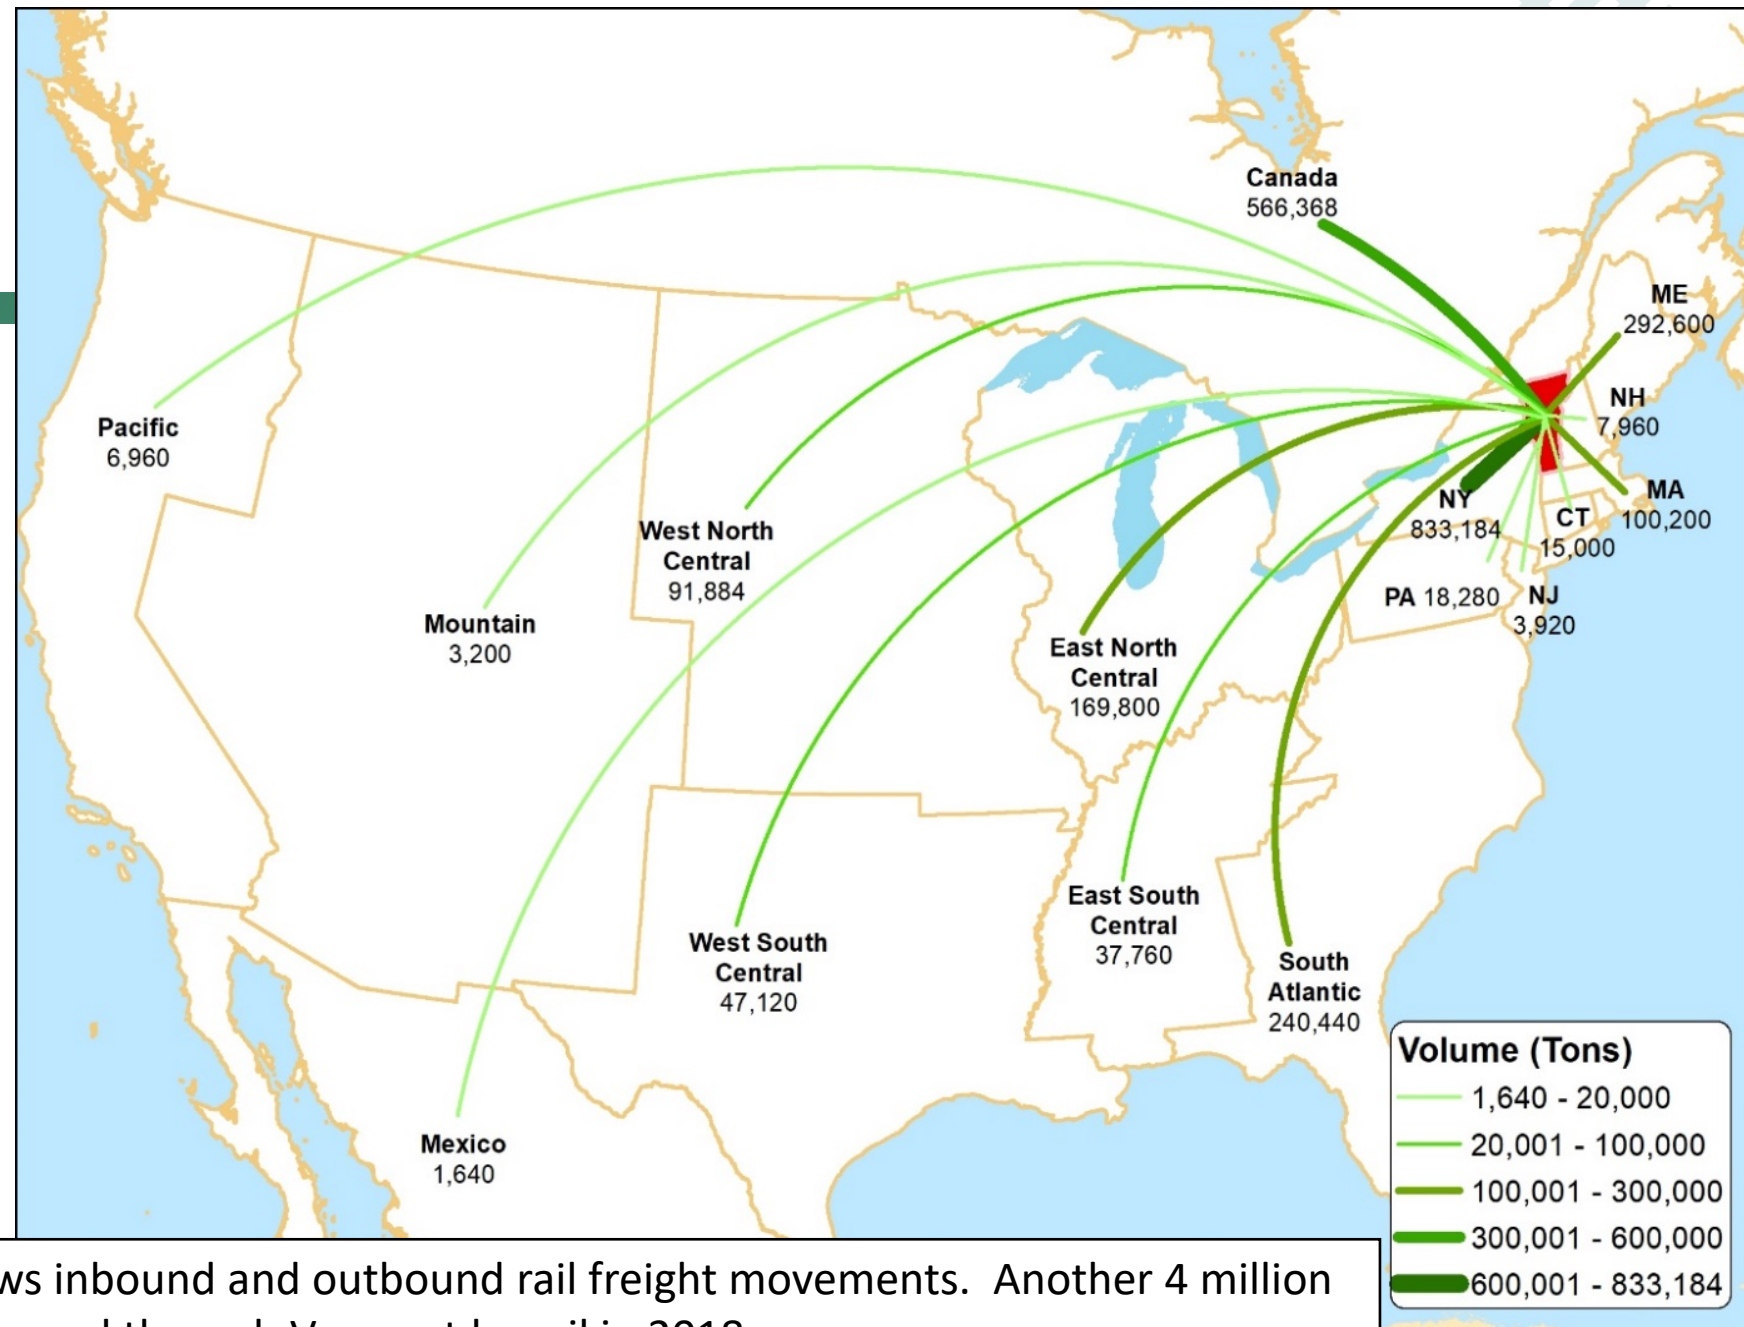 Canada
566,368
ME
292,600
NH
7,960
Pacific
6,960
MA
100,200
NY
833,184
CT
15,000
West North
Central
91,884
PA 18,280
NJ
3,920
Mountain
3,200
East North
Central
169,800
East South
Central
37,760
West South
Central
47,120
South
Atlantic
240,440
Mexico
1,640
Volume (Tons)
1,640 - 20,000
20,001 - 100,000
100,001 - 300,000
300,001 - 600,000
600,001 - 833,184
inbound and outbound rail freight movements. Another 4 million